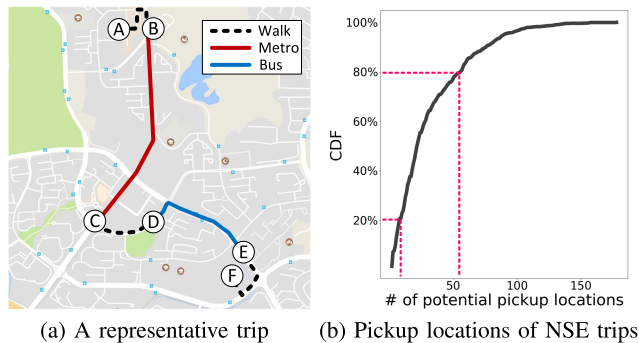 A
B
Walk
Metro
Bus
C
D
E
F
100%
80%
60%
40%
20%
CDF
50
100
150
# of potential pickup locations
(a) A representative trip
(b) Pickup locations of NSE trips